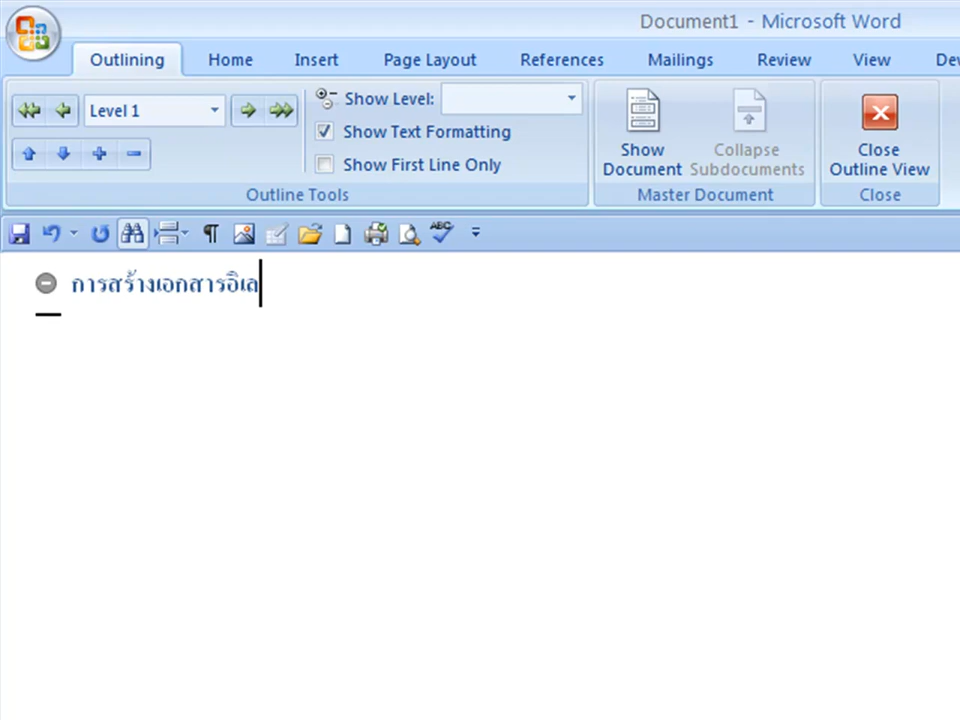 Document1 - Microsoft Word
Outlining Home Insert Page Layout References Mailings Review View
Level 1
Show Level:
Show Text Formatting
Show First Line Only
Outline Tools
Show Document
Collapse Subdocuments
Master Document
Close Outline View
Close
ABC
การสร้างเอกสารอิเล